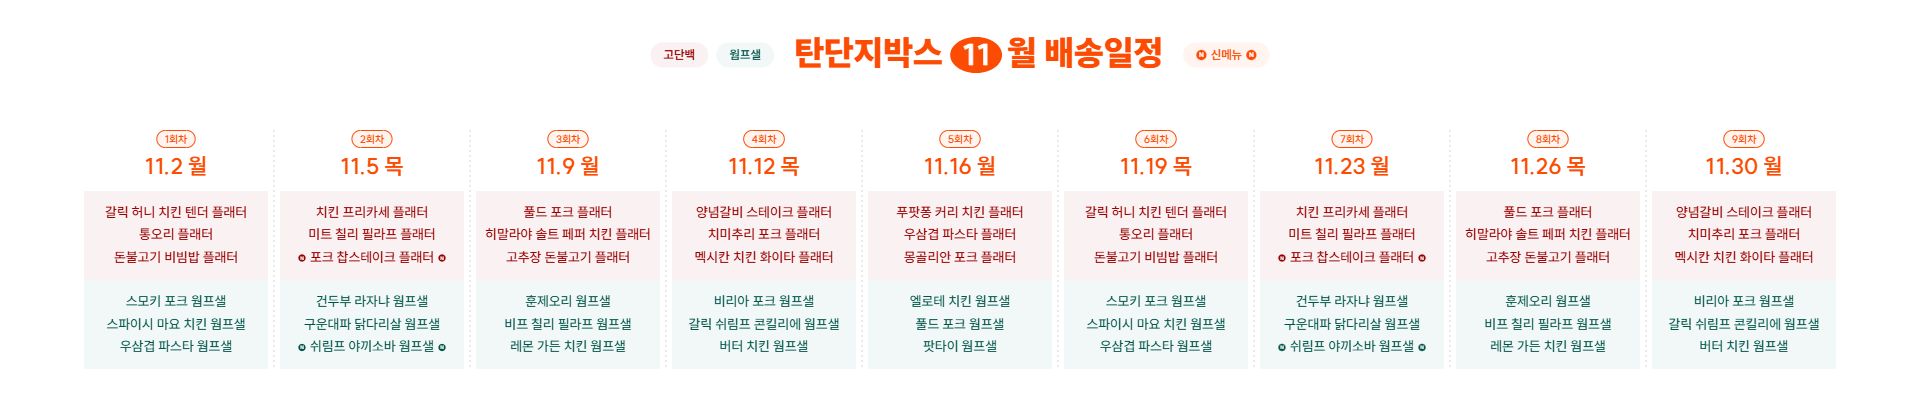 고단백
웜프샐
탄단지박스 11월 배송일정
N 신메뉴 N
1회차
11.2 월
갈릭 허니 치킨 텐더 플래터
통오리 플래터
돈불고기 비빔밥 플래터
스모키 포크 웜프샐
스파이시 마요 치킨 웜프샐
우삼겹 파스타 웜프샐
2회차
11.5 목
치킨 프리카세 플래터
미트 칠리 필라프 플래터
N 포크 찹스테이크 플래터 N
건두부 라자냐 웜프샐
구운대파 닭다리살 웜프샐
N 쉬림프 야끼소바 웜프샐 N
3회차
11.9 월
풀드 포크 플래터
히말라야 솔트 페퍼 치킨 플래터
고추장 돈불고기 플래터
훈제오리 웜프샐
비프 칠리 필라프 웜프샐
레몬 가든 치킨 웜프샐
4회차
11.12 목
양념갈비 스테이크 플래터
치미추리 포크 플래터
멕시칸 치킨 화이타 플래터
비리아 포크 웜프샐
갈릭 쉬림프 콘킬리에 웜프샐
버터 치킨 웜프샐
5회차
11.16 월
푸팟퐁 커리 치킨 플래터
우삼겹 파스타 플래터
몽골리안 포크 플래터
엘로테 치킨 웜프샐
풀드 포크 웜프샐
팟타이 웜프샐
6회차
11.19 목
갈릭 허니 치킨 텐더 플래터
통오리 플래터
돈불고기 비빔밥 플래터
스모키 포크 웜프샐
스파이시 마요 치킨 웜프샐
우삼겹 파스타 웜프샐
7회차
11.23 월
치킨 프리카세 플래터
미트 칠리 필라프 플래터
N 포크 찹스테이크 플래터 N
건두부 라자냐 웜프샐
구운대파 닭다리살 웜프샐
N 쉬림프 야끼소바 웜프샐 N
8회차
11.26 목
풀드 포크 플래터
히말라야 솔트 페퍼 치킨 플래터
고추장 돈불고기 플래터
훈제오리 웜프샐
비프 칠리 필라프 웜프샐
레몬 가든 치킨 웜프샐
9회차
11.30 월
양념갈비 스테이크 플래터
치미추리 포크 플래터
멕시칸 치킨 화이타 플래터
비리아 포크 웜프샐
갈릭 쉬림프 콘킬리에 웜프샐
버터 치킨 웜프샐